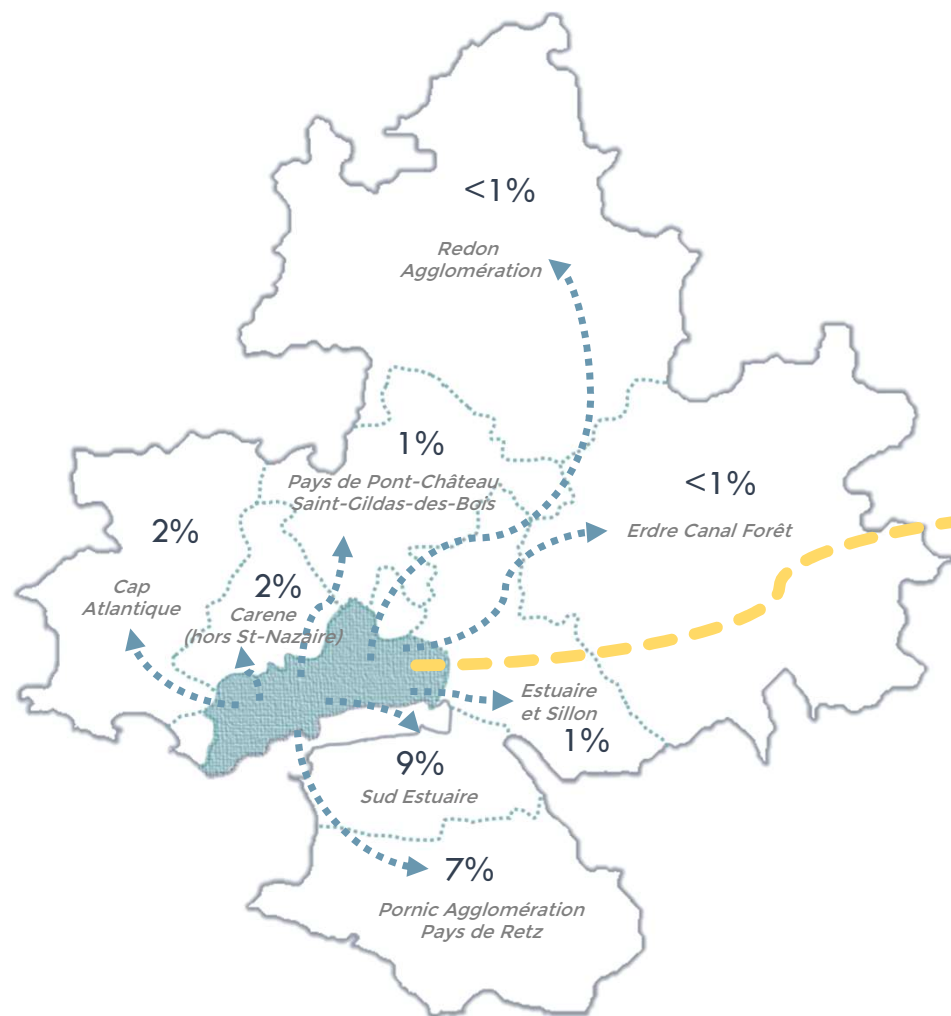 <1%
Redon
Agglomération
1%
Pays de Pont-Château
Saint-Gildas-des-Bois
<1%
Erdre Canal Forêt
2%
Cap
Atlantique
2%
Carene
(hors St-Nazaire)
Estuaire
et Sillon
1%
9%
Sud Estuaire
7%
Pornic Agglomération
Pays de Retz